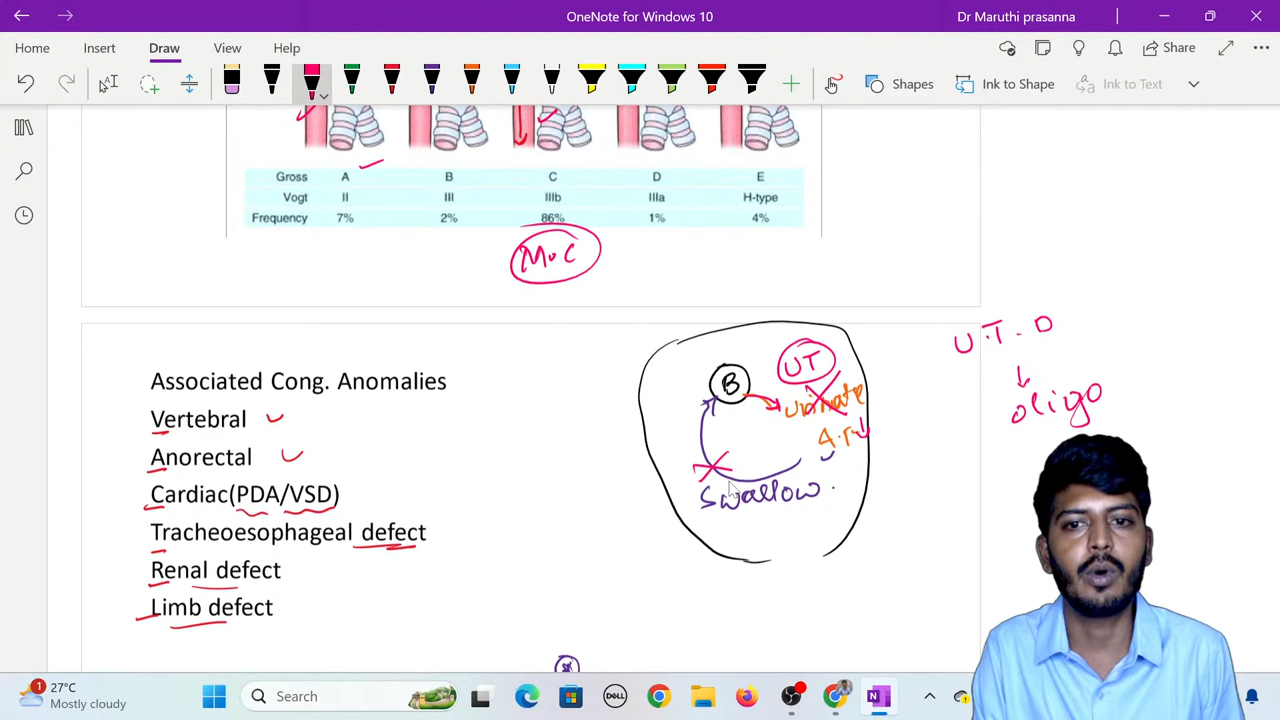 OneNote for Windows 10
Dr Maruthi prasanna
Home Insert Draw View Help
Share
Shapes
Ink to Shape
Ink to Text
Gross A B C D E
Vogt II III IIIb IIIa H-type
Frequency 7% 2% 86% 1% 4%
M.C
Associated Cong. Anomalies
Vertebral
Anorectal
Cardiac(PDA/VSD)
Tracheoesophageal defect
Renal defect
Limb defect
UT
B
urinate
A.F
Swallow.
U.T.O
oligo
1
27°C
Mostly cloudy
Search
DELL